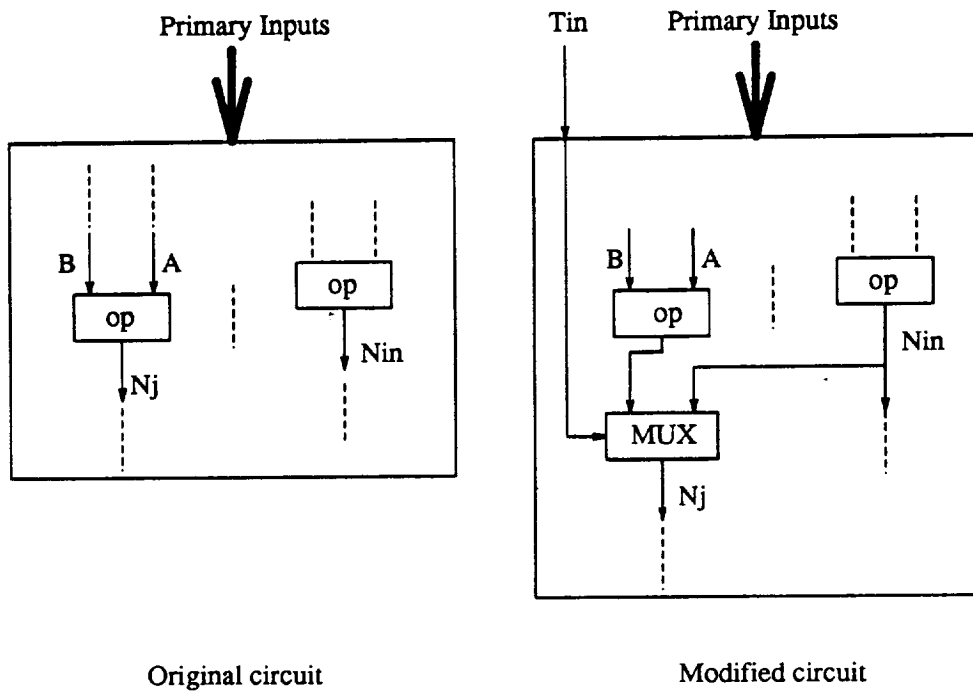 Primary Inputs
B
A
op
op
Nj
Nin
Original circuit
Tin
Primary Inputs
B
A
op
op
Nin
MUX
Nj
Modified circuit